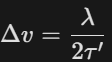 Δv = λ / 2τ′